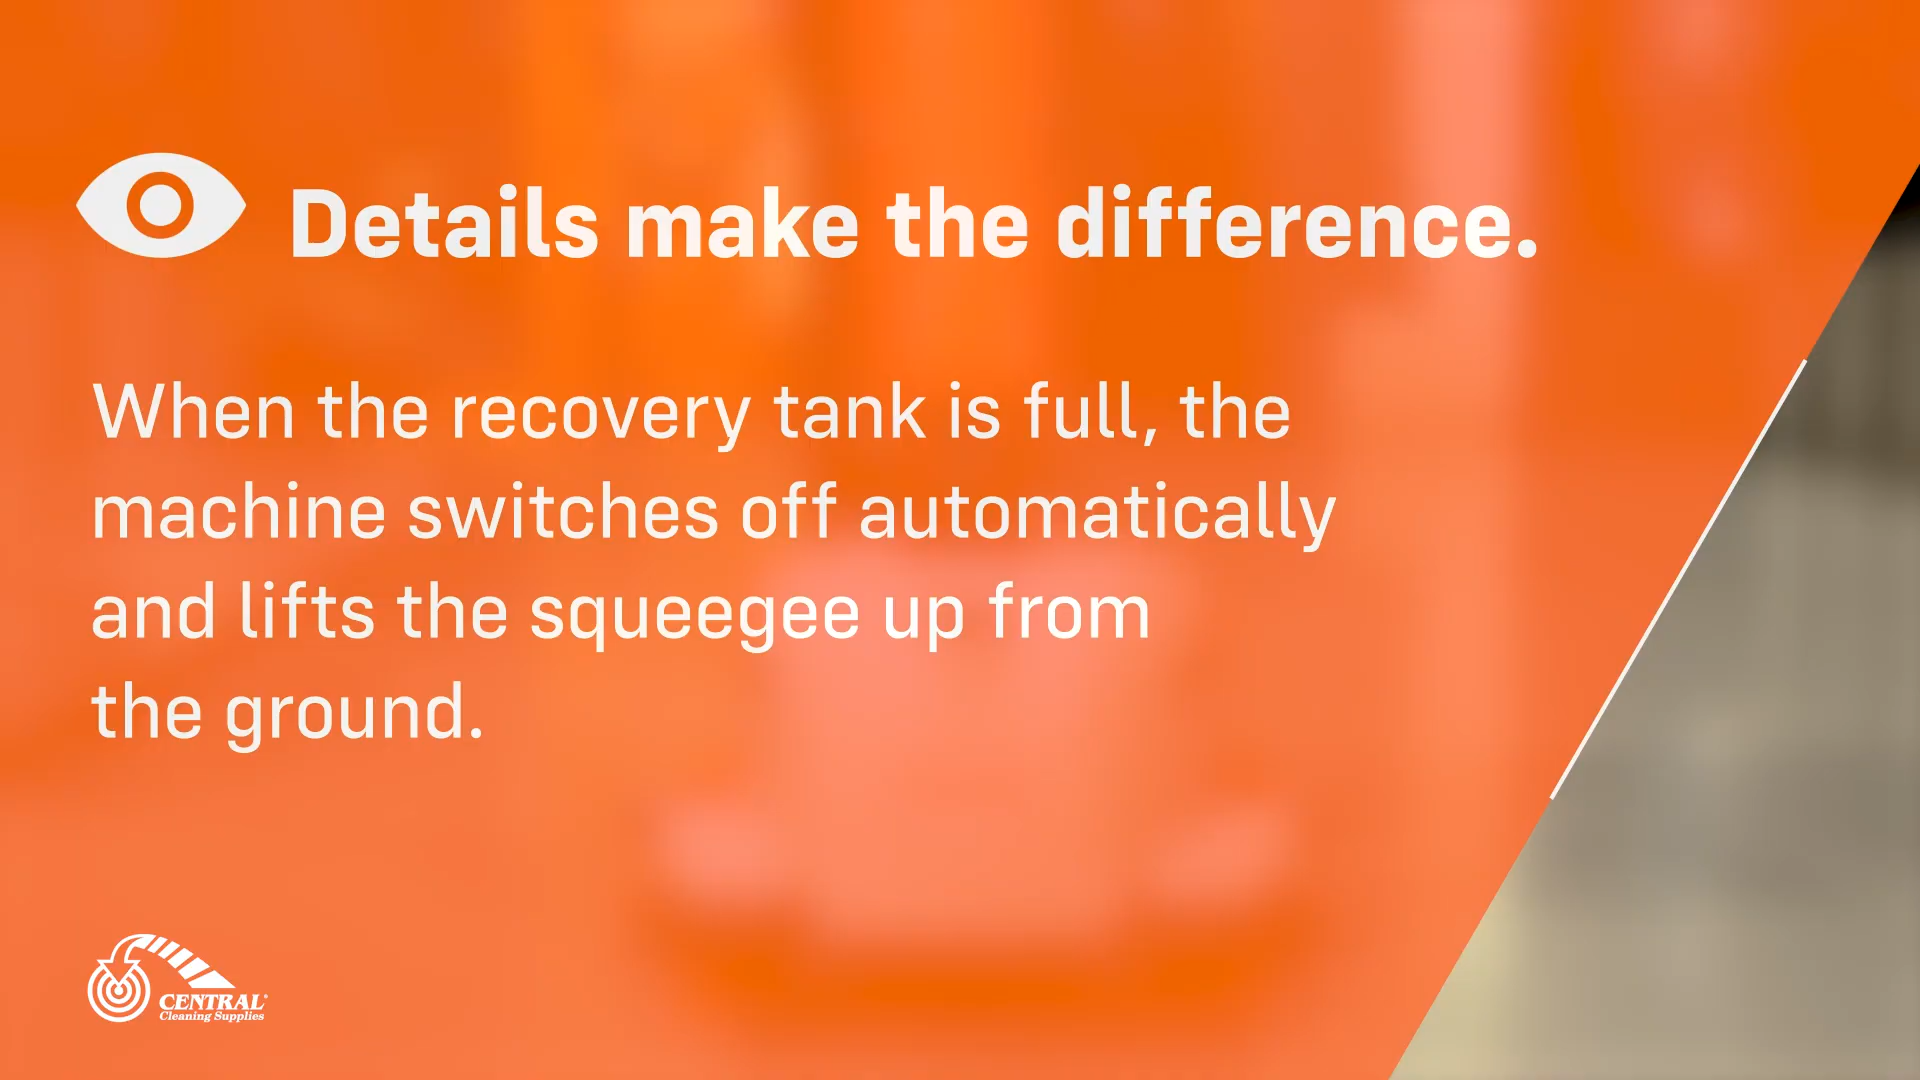 Details make the difference.
When the recovery tank is full, the
machine switches off automatically
and lifts the squeegee up from
the ground.
CENTRAL®
Cleaning Supplies